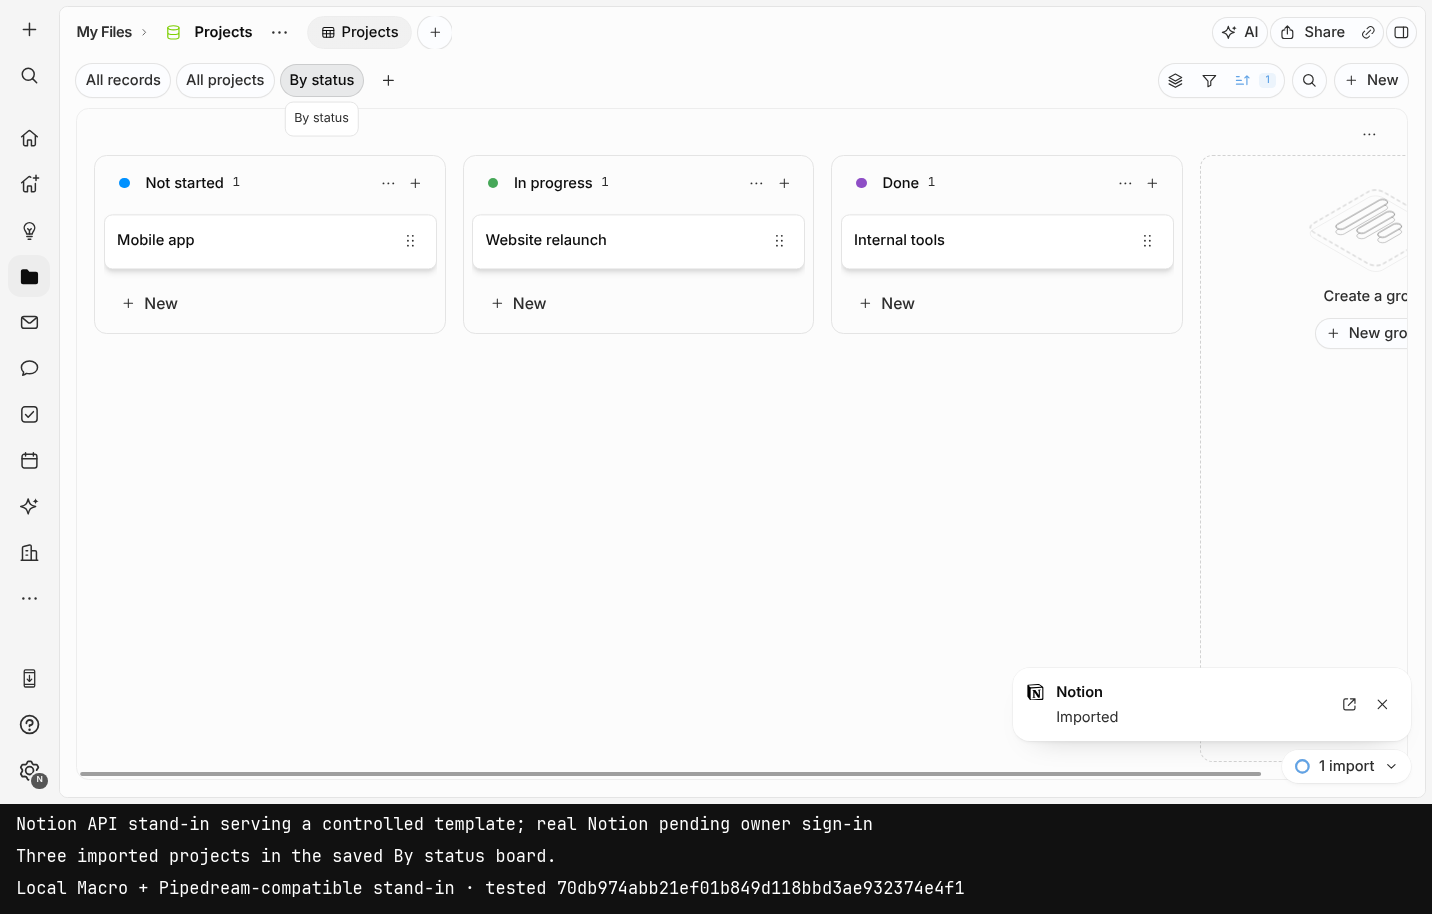 My Files
Projects
Projects
AI
Share
All records
All projects
By status
1
New
By status
Not started 1
In progress 1
Done 1
Mobile app
Website relaunch
Internal tools
New
New
New
Create a gro
New gro
Notion
Imported
1 import
N
Notion API stand-in serving a controlled template; real Notion pending owner sign-in
Three imported projects in the saved By status board.
Local Macro + Pipedream-compatible stand-in · tested 70db974abb21ef01b849d118bbd3ae932374e4f1